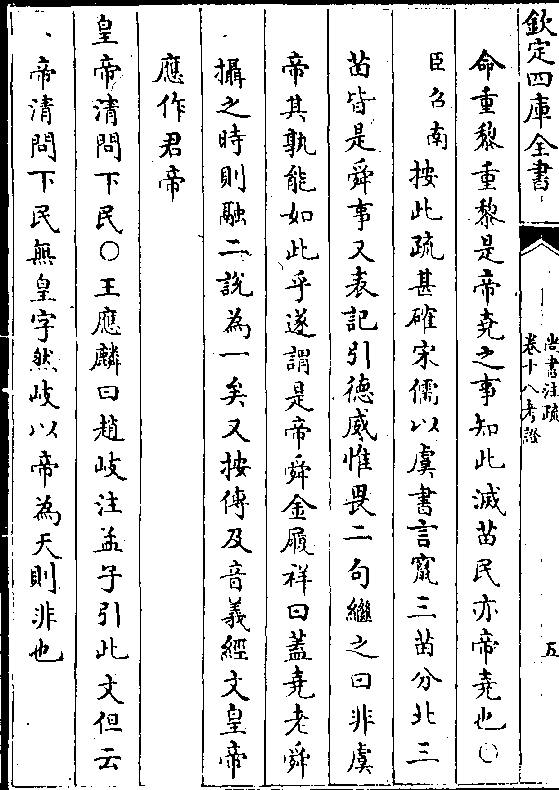 欽定四庫全書
尚書注疏
卷十八考證
五
命重黎重黎是帝堯之事知此滅苗民亦帝堯也〇
臣召南按此疏甚確宋儒以虞書言竄三苗分北三
苗皆是舜事又表記引德威惟畏二句繼之曰非虞
帝其孰能如此乎遂謂是帝舜金履祥曰蓋堯老舜
攝之時則融二說為一矣又按傳及音義經文皇帝
應作君帝
皇帝清問下民〇王應麟曰趙岐注孟子引此文但云
帝清問下民無皇字然岐以帝為天則非也